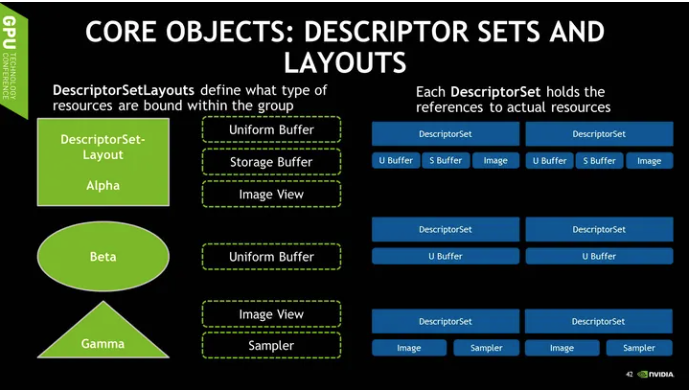 GPU TECHNOLOGY
CONFERENCE
CORE OBJECTS: DESCRIPTOR SETS AND
LAYOUTS
DescriptorSetLayouts define what type of
resources are bound within the group
Each DescriptorSet holds the
references to actual resources
DescriptorSet-
Layout
Alpha
Uniform Buffer
Storage Buffer
Image View
DescriptorSet
DescriptorSet
U Buffer
S Buffer
Image
U Buffer
S Buffer
Image
Beta
Uniform Buffer
DescriptorSet
DescriptorSet
U Buffer
U Buffer
Gamma
Image View
Sampler
DescriptorSet
DescriptorSet
Image
Sampler
Image
Sampler
42
NVIDIA.